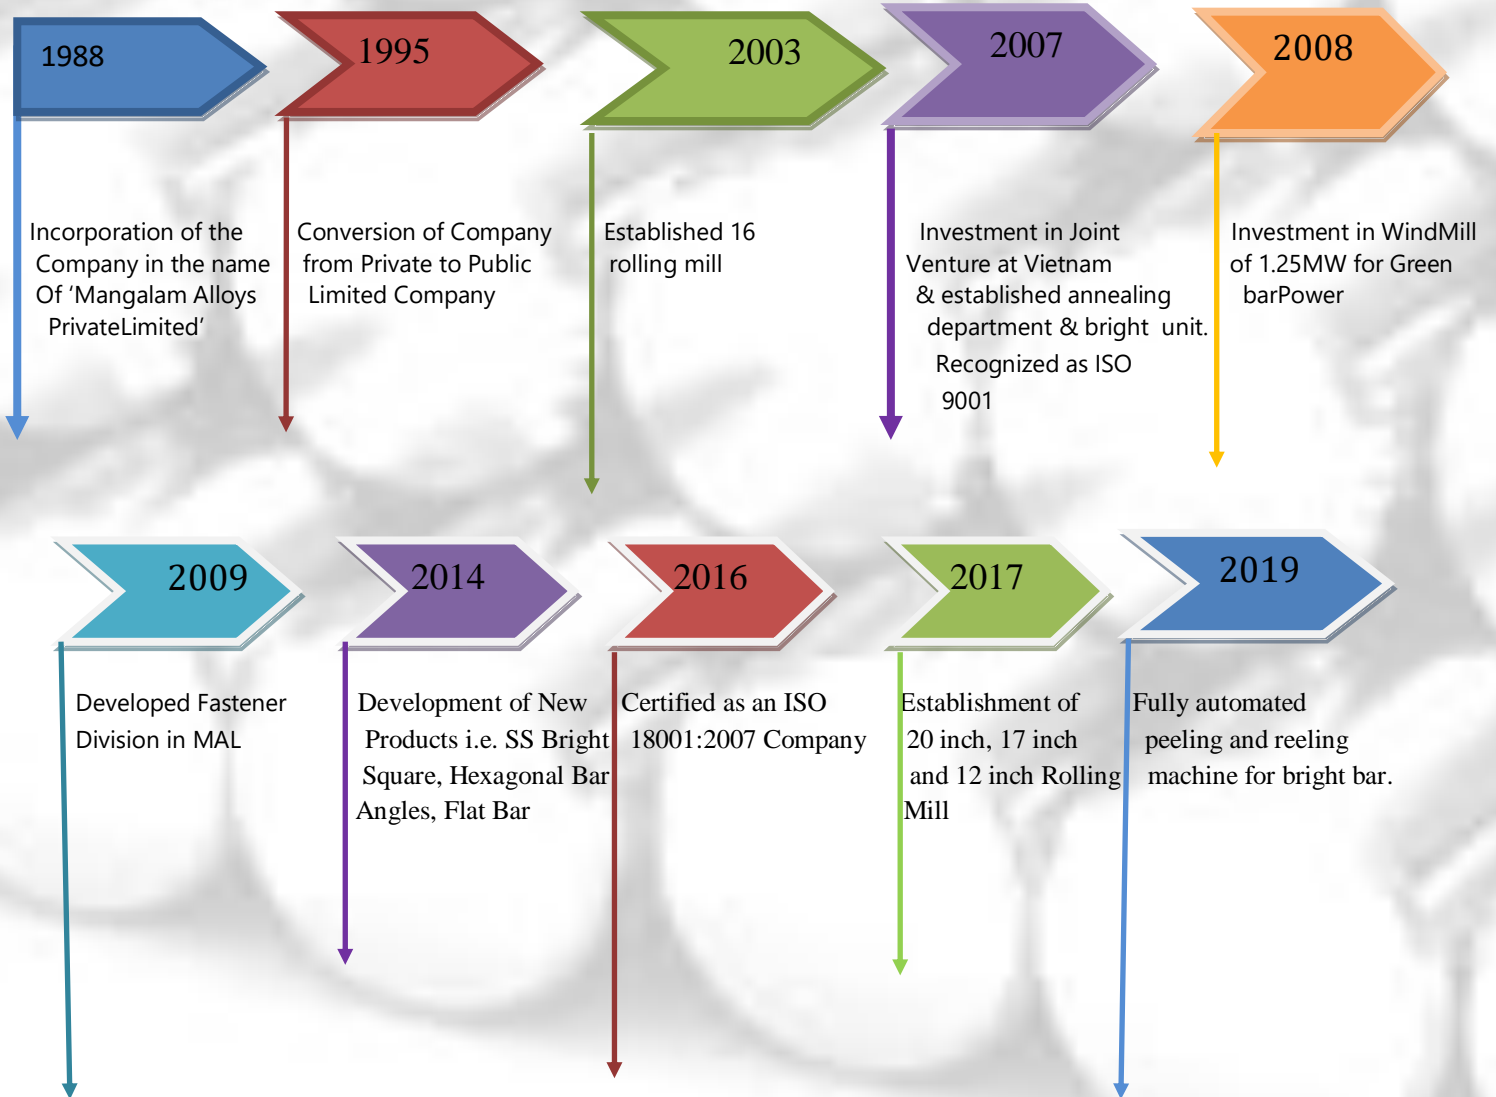 1988
Incorporation of the
Company in the name
Of ‘Mangalam Alloys
PrivateLimited’
1995
Conversion of Company
from Private to Public
Limited Company
2003
Established 16
rolling mill
2007
Investment in Joint
Venture at Vietnam
& established annealing
department & bright unit.
Recognized as ISO
9001
2008
Investment in WindMill
of 1.25MW for Green
barPower
2009
Developed Fastener
Division in MAL
2014
Development of New
Products i.e. SS Bright
Square, Hexagonal Bar
Angles, Flat Bar
2016
Certified as an ISO
18001:2007 Company
2017
Establishment of
20 inch, 17 inch
and 12 inch Rolling
Mill
2019
Fully automated
peeling and reeling
machine for bright bar.